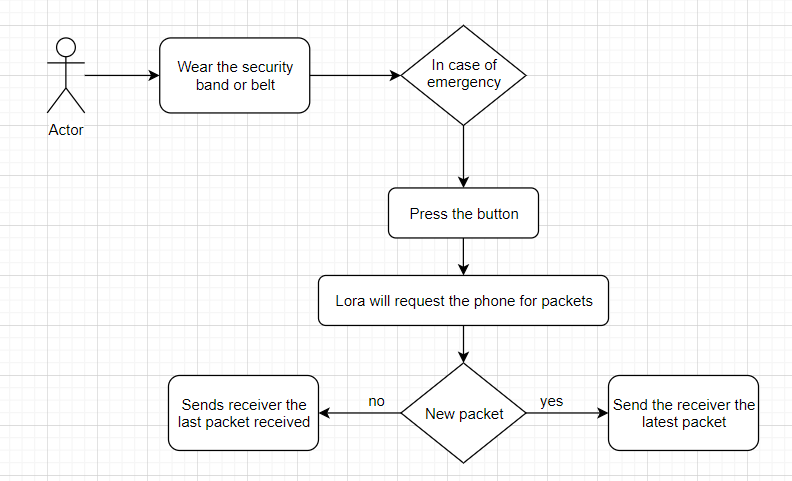 Actor
Wear the security
band or belt
In case of
emergency
Press the button
Lora will request the phone for packets
New packet
no
yes
Sends receiver the
last packet received
Send the receiver the
latest packet